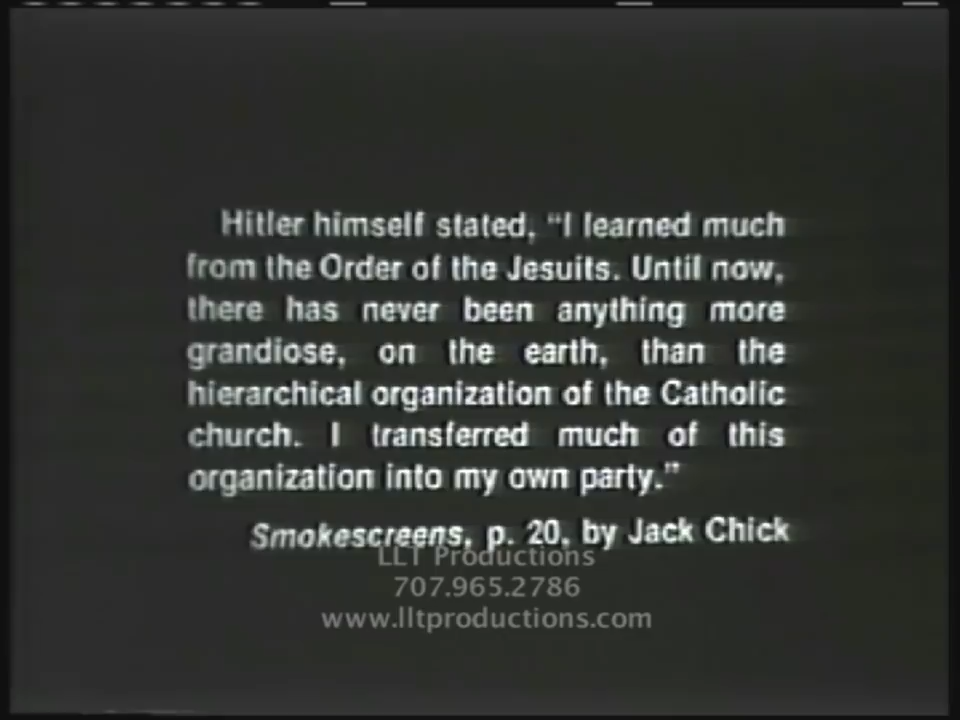 Hitler himself stated, “I learned much
from the Order of the Jesuits. Until now,
there has never been anything more
grandiose, on the earth, than the
hierarchical organization of the Catholic
church. I transferred much of this
organization into my own party.”
Smokescreens, p. 20, by Jack Chick
LLT Productions
707.965.2786
www.lltproductions.com